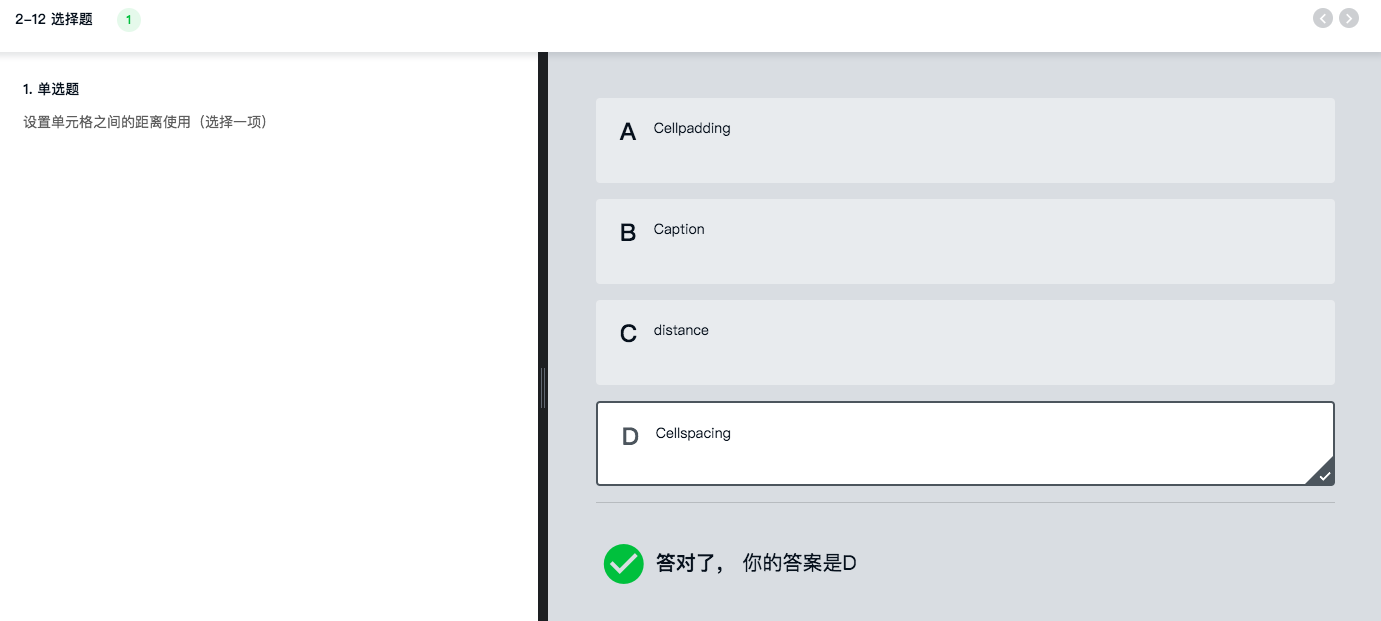 2-12 选择题 1
1. 单选题
设置单元格之间的距离使用（选择一项）
A Cellpadding
B Caption
C distance
D Cellspacing
答对了， 你的答案是D